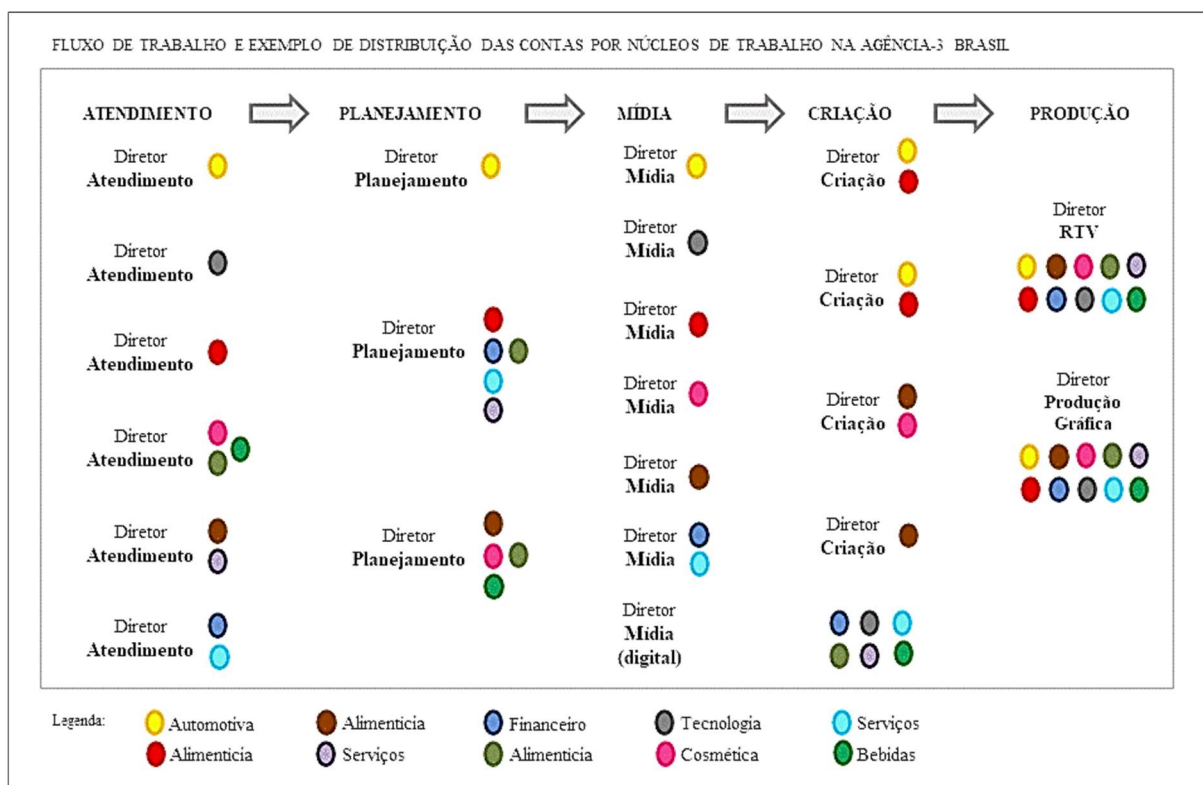 FLUXO DE TRABALHO E EXEMPLO DE DISTRIBUIÇÃO DAS CONTAS POR NÚCLEOS DE TRABALHO NA AGÊNCIA-3 BRASIL
ATENDIMENTO
Diretor
Atendimento
Diretor
Atendimento
Diretor
Atendimento
Diretor
Atendimento
Diretor
Atendimento
Diretor
Atendimento
PLANEJAMENTO
Diretor
Planejamento
Diretor
Planejamento
Diretor
Planejamento
MÍDIA
Diretor
Mídia
Diretor
Mídia
Diretor
Mídia
Diretor
Mídia
Diretor
Mídia
Diretor
Mídia
Diretor
Mídia
(digital)
CRIAÇÃO
Diretor
Criação
Diretor
Criação
Diretor
Criação
Diretor
Criação
PRODUÇÃO
Diretor
RTV
Diretor
Produção
Gráfica
Legenda:
Automotiva
Alimenticia
Financeiro
Tecnologia
Serviços
Alimenticia
Serviços
Alimenticia
Cosmética
Bebidas